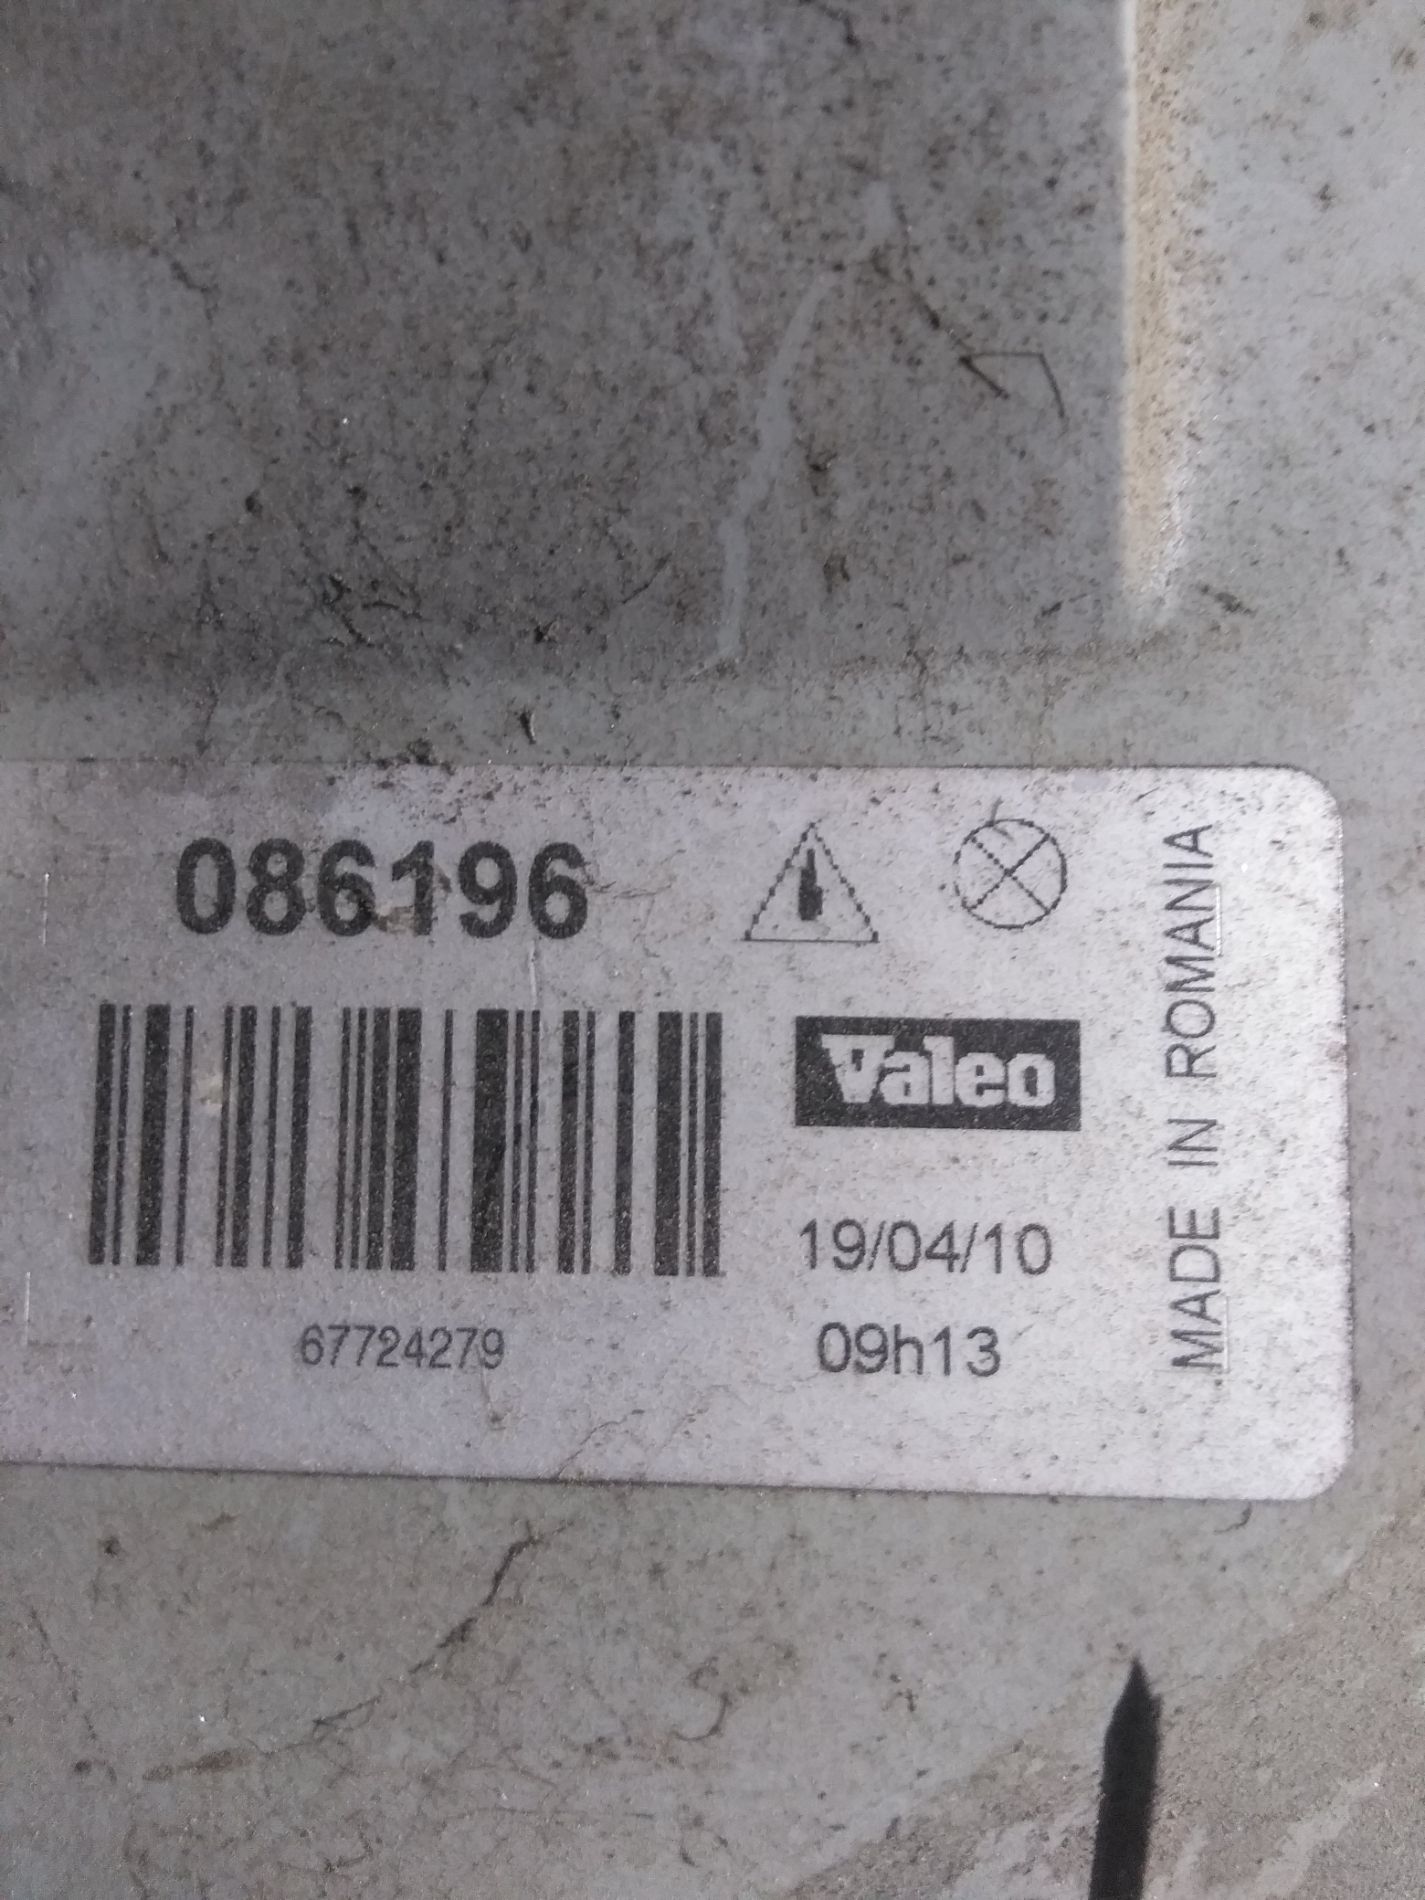 086196
Valeo
19/04/10
67724279
09h13
MADE IN ROMANIA